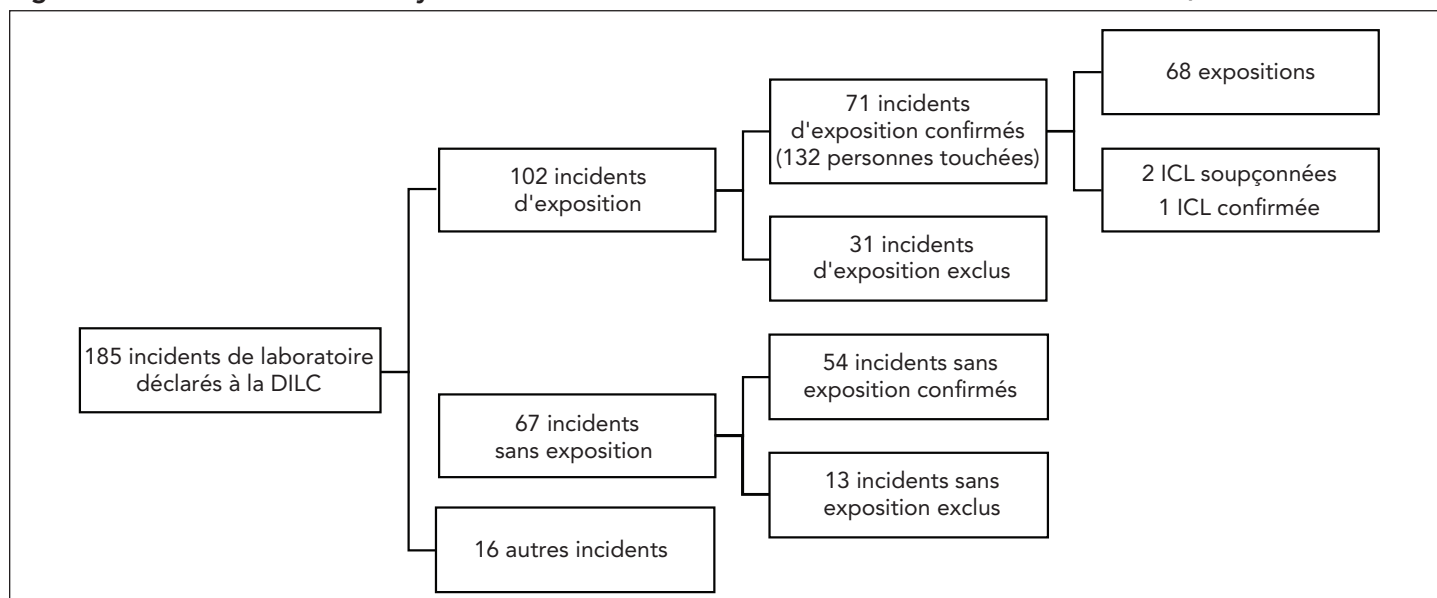 185 incidents de laboratoire
déclarés à la DILC
102 incidents
d'exposition
71 incidents
d'exposition confirmés
(132 personnes touchées)
68 expositions
2 ICL soupçonnées
1 ICL confirmée
31 incidents
d'exposition exclus
67 incidents
sans exposition
54 incidents sans
exposition confirmés
13 incidents sans
exposition exclus
16 autres incidents